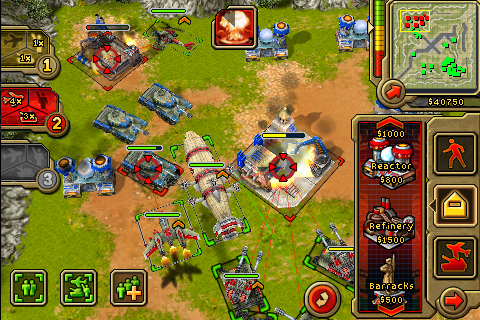 1x
1x
1
4x
3x
2
3
$40750
$1000
Reactor
$800
Refinery
$1500
Barracks
$500